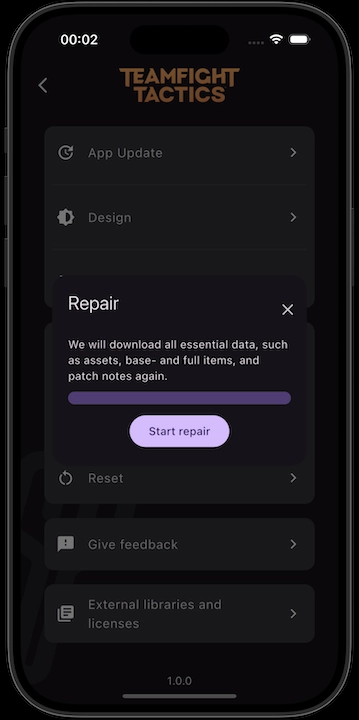 00:02
TEAMFIGHT
TACTICS
App Update
Design
Repair
We will download all essential data, such
as assets, base- and full items, and
patch notes again.
Start repair
Reset
Give feedback
External libraries and
licenses
1.0.0